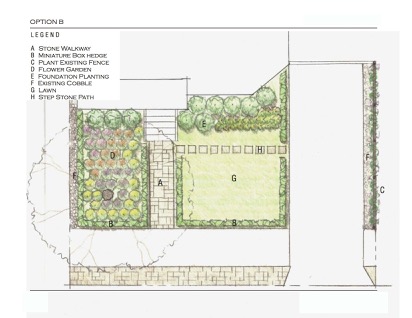 OPTION B
LEGEND
A STONE WALKWAY
B MINIATURE BOX HEDGE
C PLANT EXISTING FENCE
D FLOWER GARDEN
E FOUNDATION PLANTING
F EXISTING COBBLE
G LAWN
H STEP STONE PATH
E
D
H
F
F
A
G
C
B
B